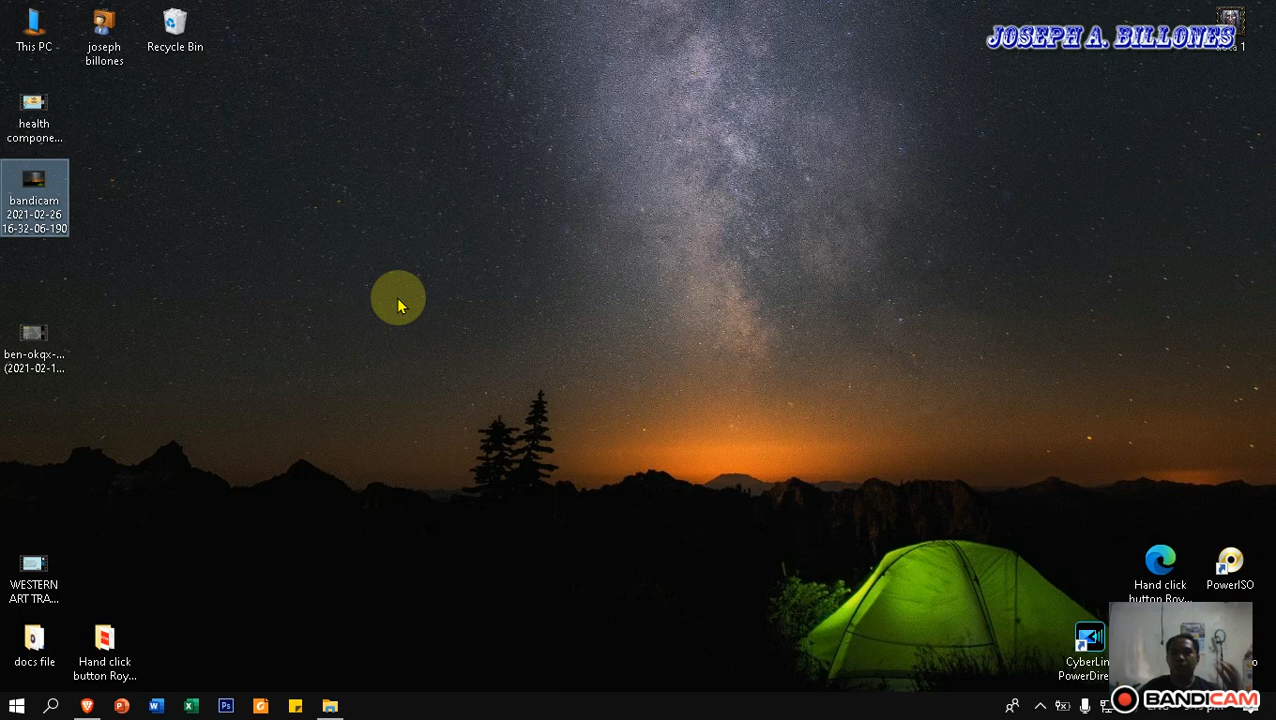 This PC
joseph
billones
Recycle Bin
JOSEPH A. BILLONES
health
compone...
bandicam
2021-02-26
16-32-06-190
ben-okqx-...
(2021-02-1...
WESTERN
ART TRA...
docs file
Hand click
button Roy...
Hand click
button Roy...
PowerISO
CyberLin
PowerDire
BANDICAM